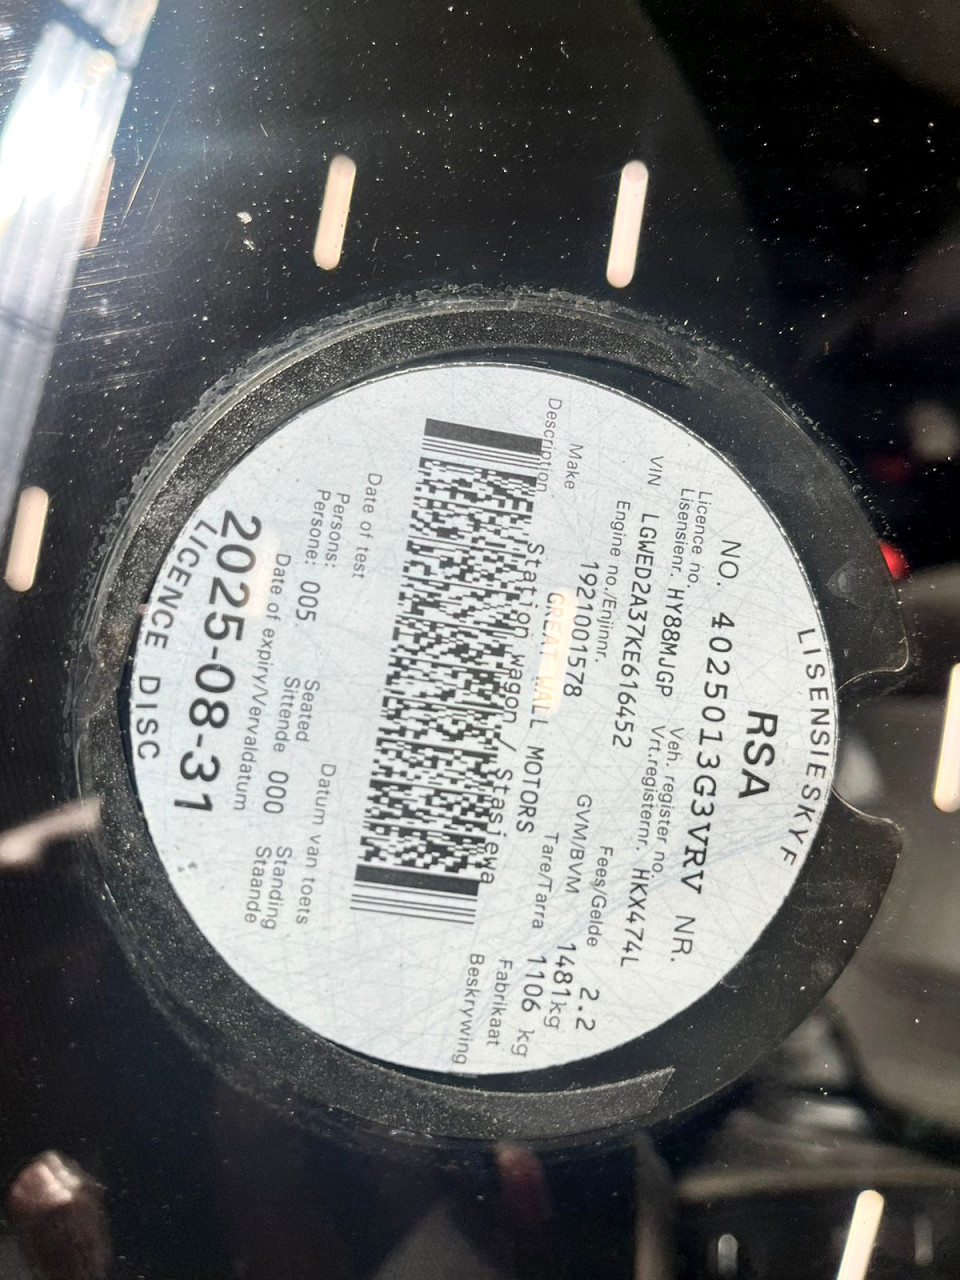 LISENSIESKYF
RSA
NO. 4025013G3VRV NR.
Licence no. Veh. register no.
Lisensienr. HY88MJGP Vrt.registernr. HKX474L
VIN LGWED2A37KE616452
Engine no./Enjinnr. Fees/Gelde 2.2
1921001578 GVM/BVM 1481kg
Make GREAT WALL MOTORS Tare/Tarra 1106 kg
Fabrikaat
Description Station wagon / Stasiewa Beskrywing
Date of test Datum van toets
Persons: Seated Standing
Persone: 005. Sittende 000 Staande
Date of expiry/Vervaldatum
2025-08-31
LICENCE DISC